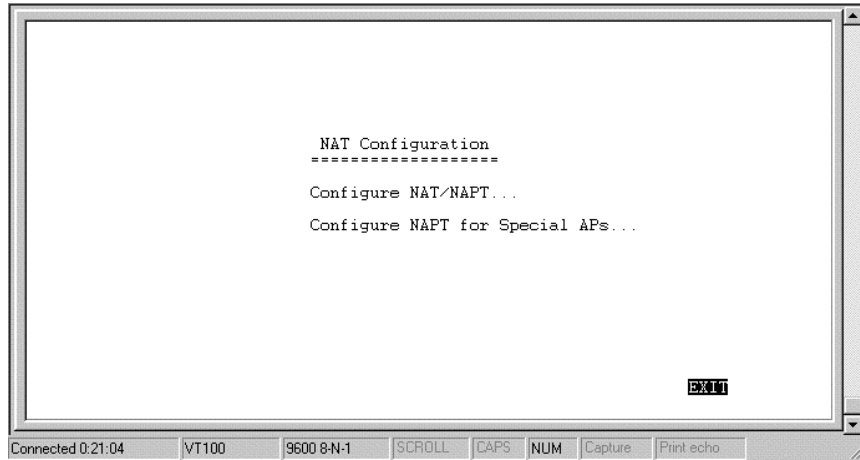 NAT Configuration
===================
Configure NAT/NAPT...
Configure NAPT for Special APs...
EXIT
Connected 0:21:04 VT100 9600 8-N-1 SCROLL CAPS NUM Capture Print echo